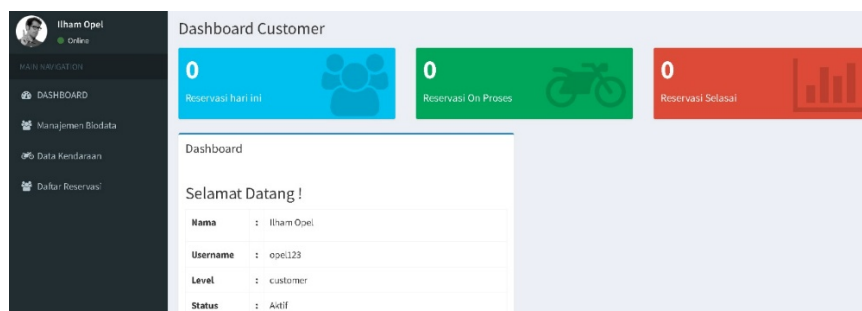 Ilham Opel
Online
MAIN NAVIGATION
DASHBOARD
Manajemen Biodata
Data Kendaraan
Daftar Reservasi
Dashboard Customer
0
Reservasi hari ini
0
Reservasi On Proses
0
Reservasi Selasai
Dashboard
Selamat Datang !
Nama : Ilham Opel
Username : opel123
Level : customer
Status : Aktif